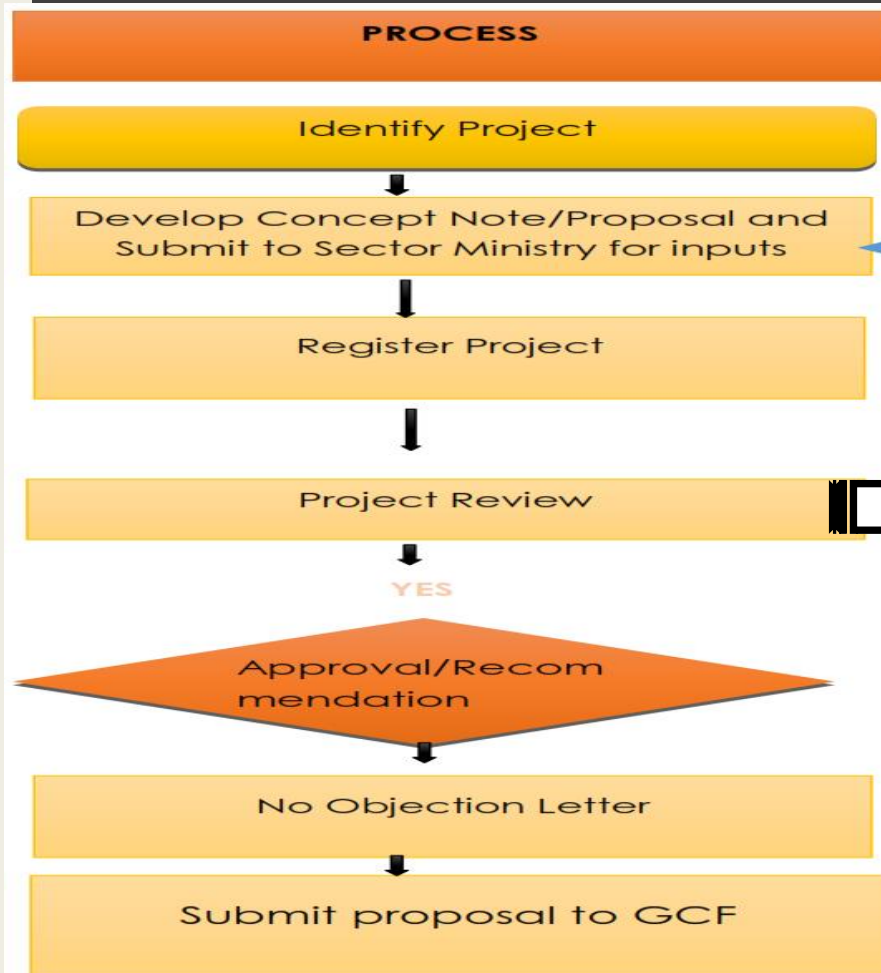 PROCESS
Identify Project
Develop Concept Note/Proposal and
Submit to Sector Ministry for inputs
Register Project
Project Review
YES
Approval/Recom
mendation
No Objection Letter
Submit proposal to GCF